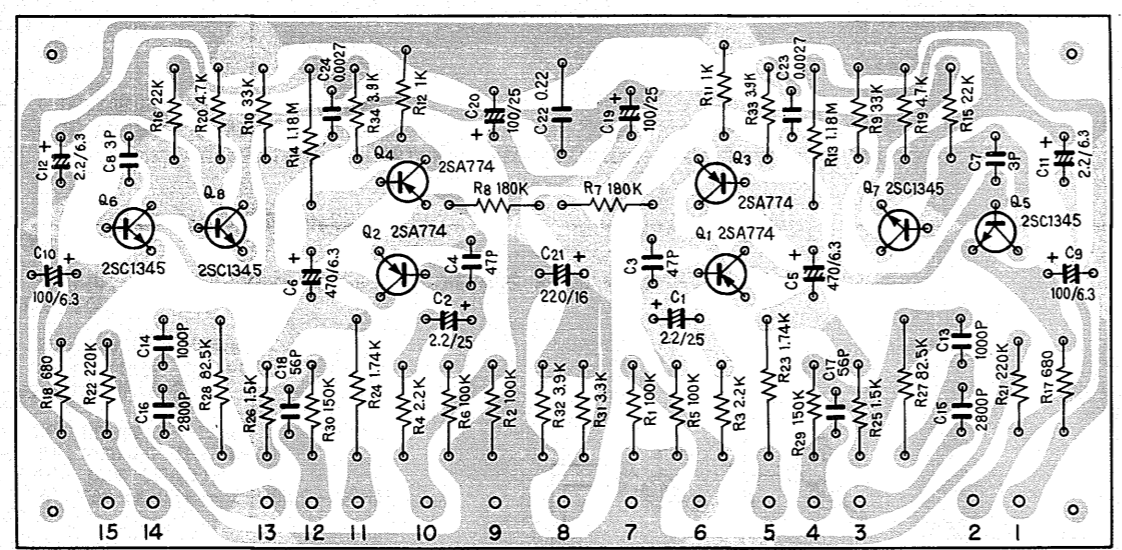 R16 22K
R20 4.7K
R10 33K
R14 1.18M
C24 0.0027
R34 3.9K
R12 1K
C20 100/25 +
C22 0.22
C19 + 100/25
R11 1K
R33 3.9K
C23 0.0027
R13 1.18M
R9 33K
R19 4.7K
R15 22K
C12 + 2.2/6.3
C8 3P
Q4
2SA774
Q3
2SA774
C7 3P
C11 + 2.2/6.3
R8 180K
R7 180K
Q6
2SC1345
Q8
2SC1345
Q7 2SC1345
Q5
2SC1345
C10 +
100/6.3
C6 + 470/6.3
Q2 2SA774
C4 47P
C21 +
220/16
C3 47P
Q1 2SA774
C5 + 470/6.3
+ C9
100/6.3
C2 +
2.2/25
+ C1
2.2/25
R18 680
R22 220K
C14 1000P
C16 2800P
R28 82.5K
R26 1.5K
C18 56P
R30 150K
R24 1.74K
R4 2.2K
R6 100K
R2 100K
R32 3.9K
R31 3.3K
R1 100K
R5 100K
R3 2.2K
R23 1.74K
R29 150K
C17 56P
R25 1.5K
R27 82.5K
C13 1000P
C15 2800P
R21 220K
R17 680
15 14 13 12 11 10 9 8 7 6 5 4 3 2 1